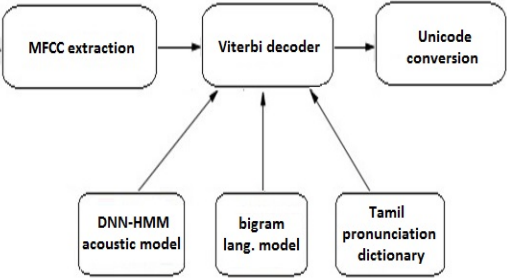 MFCC extraction
Viterbi decoder
Unicode
conversion
DNN-HMM
acoustic model
bigram
lang. model
Tamil
pronunciation
dictionary